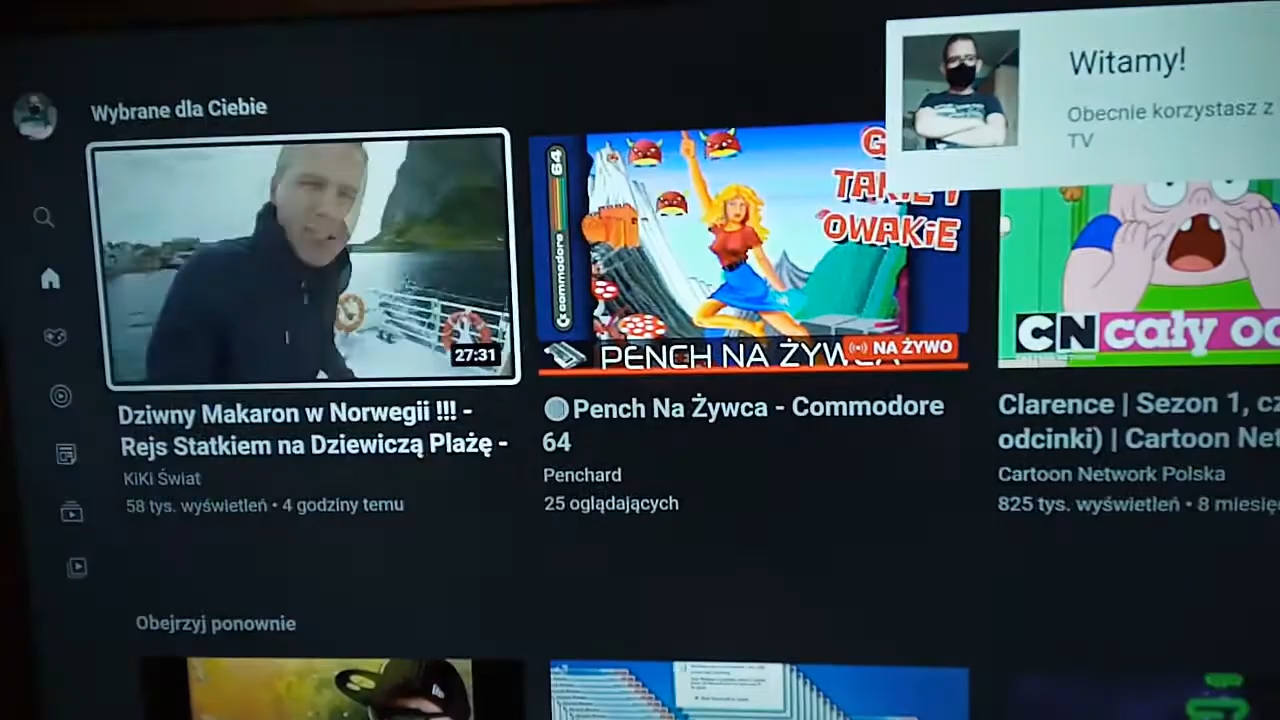 Wybrane dla Ciebie
Witamy!
Obecnie korzystasz z
TV
27:31
64
commodore
G
TAKIE I
OWAKiE
PENCH NA ŻYWCA
NA ŻYWO
CN cały oc
Dziwny Makaron w Norwegii !!! -
Rejs Statkiem na Dziewiczą Plażę -
KiKi Świat
58 tys. wyświetleń • 4 godziny temu
Pench Na Żywca - Commodore
64
Penchard
25 oglądających
Clarence | Sezon 1, cz
odcinki) | Cartoon Net
Cartoon Network Polska
825 tys. wyświetleń • 8 miesięc
Obejrzyj ponownie